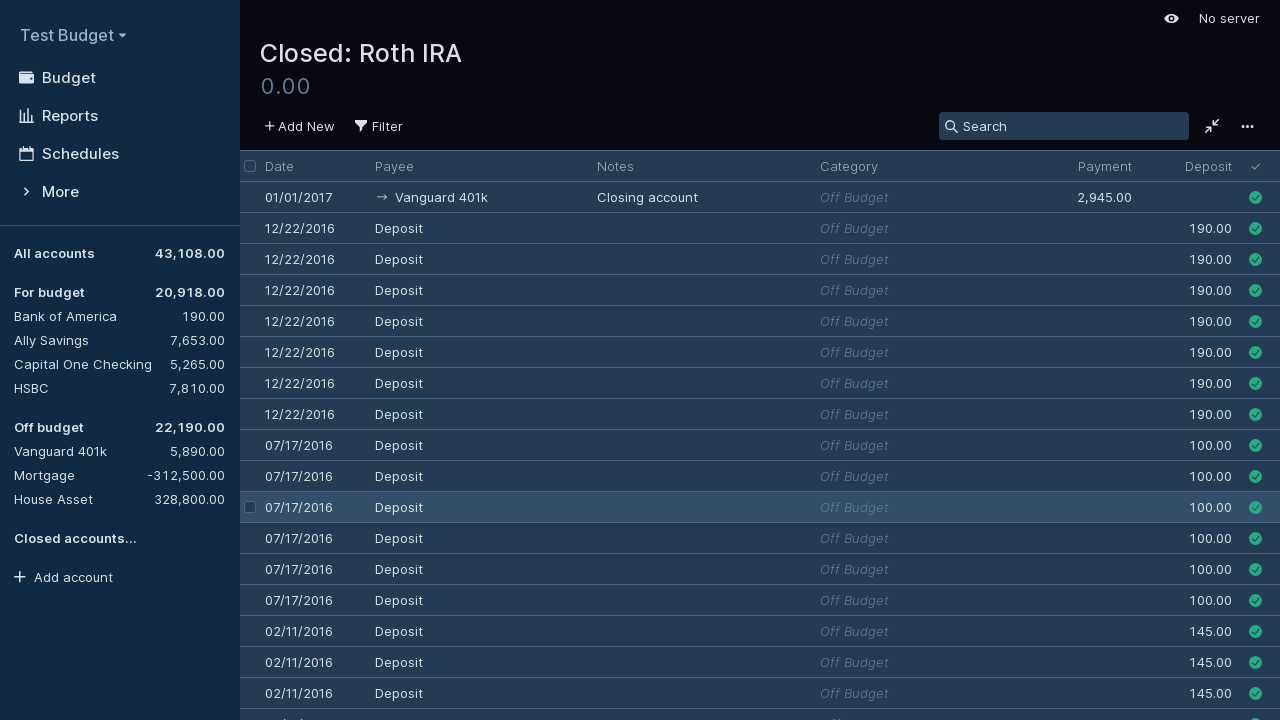 Test Budget
Budget
Reports
Schedules
More
All accounts 43,108.00
For budget 20,918.00
Bank of America 190.00
Ally Savings 7,653.00
Capital One Checking 5,265.00
HSBC 7,810.00
Off budget 22,190.00
Vanguard 401k 5,890.00
Mortgage -312,500.00
House Asset 328,800.00
Closed accounts...
Add account
No server
Closed: Roth IRA
0.00
Add New Filter Search
Date Payee Notes Category Payment Deposit
01/01/2017 → Vanguard 401k Closing account Off Budget 2,945.00
12/22/2016 Deposit Off Budget 190.00
12/22/2016 Deposit Off Budget 190.00
12/22/2016 Deposit Off Budget 190.00
12/22/2016 Deposit Off Budget 190.00
12/22/2016 Deposit Off Budget 190.00
12/22/2016 Deposit Off Budget 190.00
12/22/2016 Deposit Off Budget 190.00
07/17/2016 Deposit Off Budget 100.00
07/17/2016 Deposit Off Budget 100.00
07/17/2016 Deposit Off Budget 100.00
07/17/2016 Deposit Off Budget 100.00
07/17/2016 Deposit Off Budget 100.00
07/17/2016 Deposit Off Budget 100.00
02/11/2016 Deposit Off Budget 145.00
02/11/2016 Deposit Off Budget 145.00
02/11/2016 Deposit Off Budget 145.00